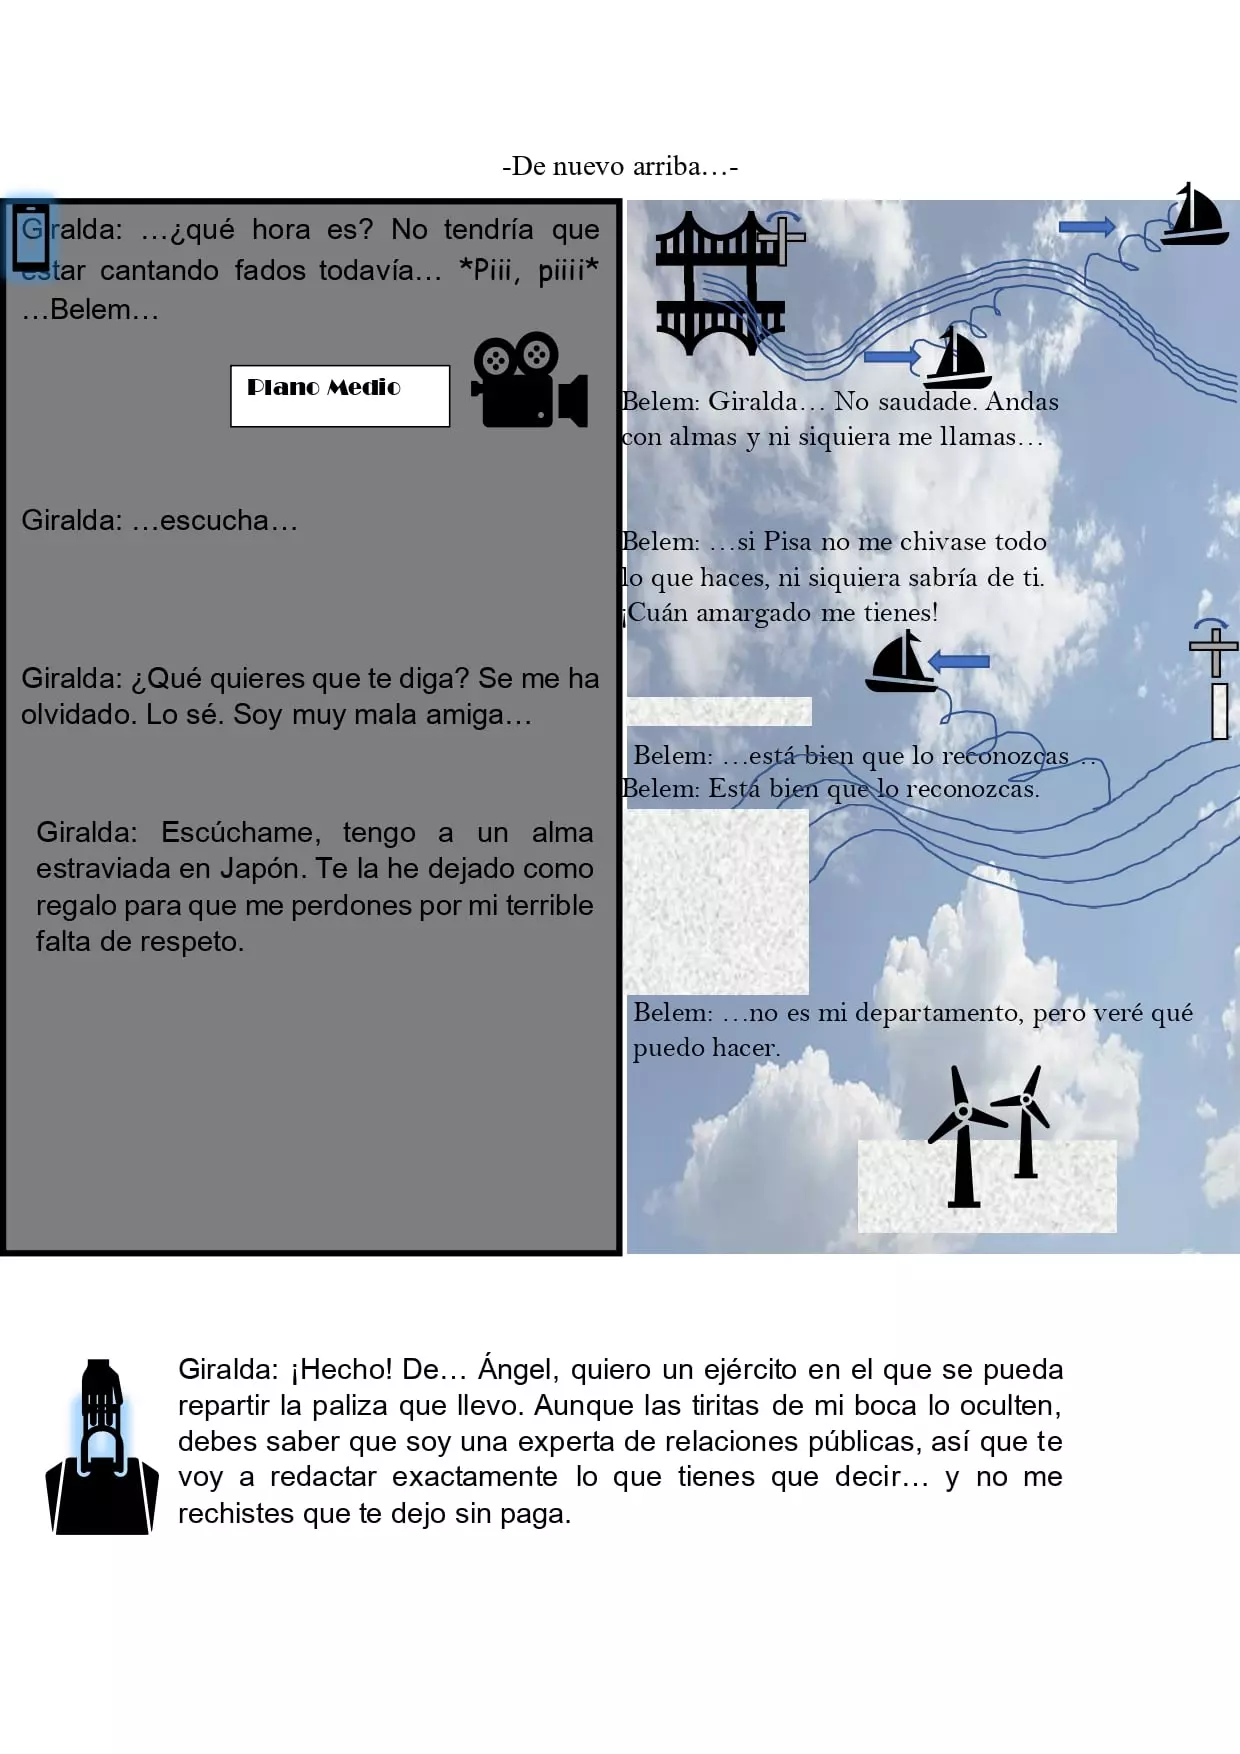 -De nuevo arriba…-
Giralda: …¿qué hora es? No tendría que
estar cantando fados todavía… *Piii, piiii*
…Belem…
Plano Medio
Belem: Giralda… No saudade. Andas
con almas y ni siquiera me llamas…
Giralda: …escucha…
Belem: …si Pisa no me chivase todo
lo que haces, ni siquiera sabría de ti.
¡Cuán amargado me tienes!
Giralda: ¿Qué quieres que te diga? Se me ha
olvidado. Lo sé. Soy muy mala amiga…
Belem: …está bien que lo reconozcas…
Belem: Está bien que lo reconozcas.
Giralda: Escúchame, tengo a un alma
estraviada en Japón. Te la he dejado como
regalo para que me perdones por mi terrible
falta de respeto.
Belem: …no es mi departamento, pero veré qué
puedo hacer.
Giralda: ¡Hecho! De… Ángel, quiero un ejército en el que se pueda
repartir la paliza que llevo. Aunque las tiritas de mi boca lo oculten,
debes saber que soy una experta de relaciones públicas, así que te
voy a redactar exactamente lo que tienes que decir… y no me
rechistes que te dejo sin paga.